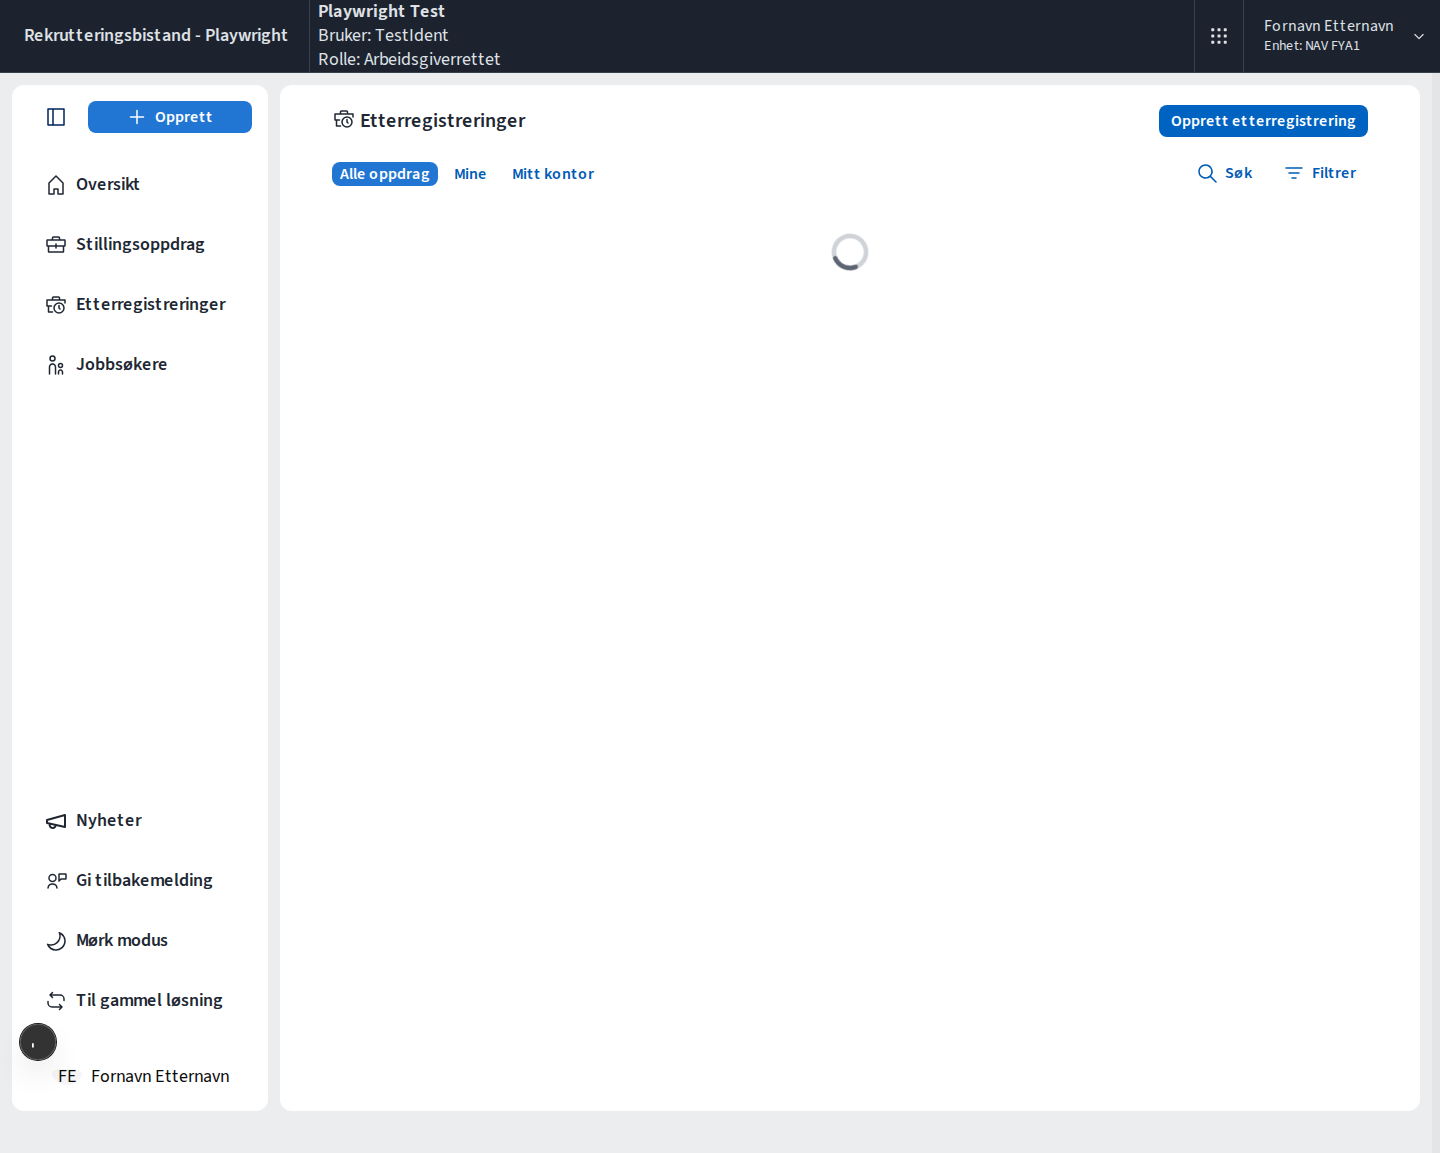 Rekrutteringsbistand - Playwright
Playwright Test
Bruker: TestIdent
Rolle: Arbeidsgiverrettet
Fornavn Etternavn
Enhet: NAV FYA1
Opprett
Oversikt
Stillingsoppdrag
Etterregistreringer
Jobbsøkere
Nyheter
Gi tilbakemelding
Mørk modus
Til gammel løsning
FE Fornavn Etternavn
Etterregistreringer
Opprett etterregistrering
Alle oppdrag Mine Mitt kontor
Søk Filtrer